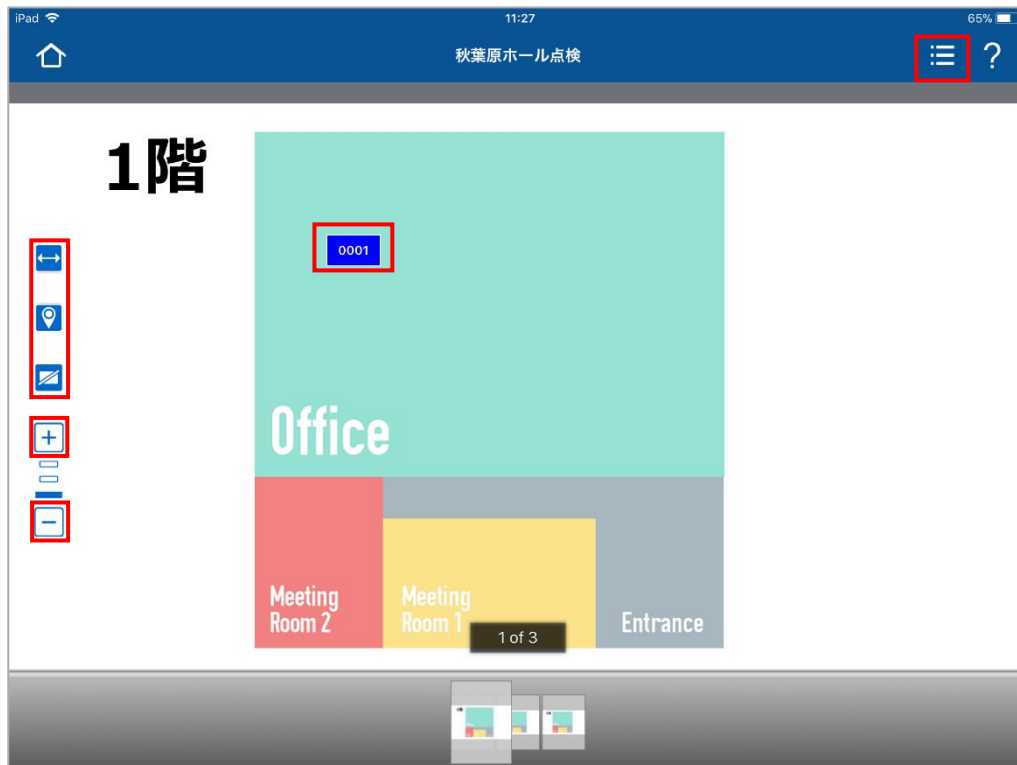 iPad 11:27 65%
秋葉原ホール点検 ?
1階
0001
Office
Meeting
Room 2
Meeting
Room 1
Entrance
1 of 3